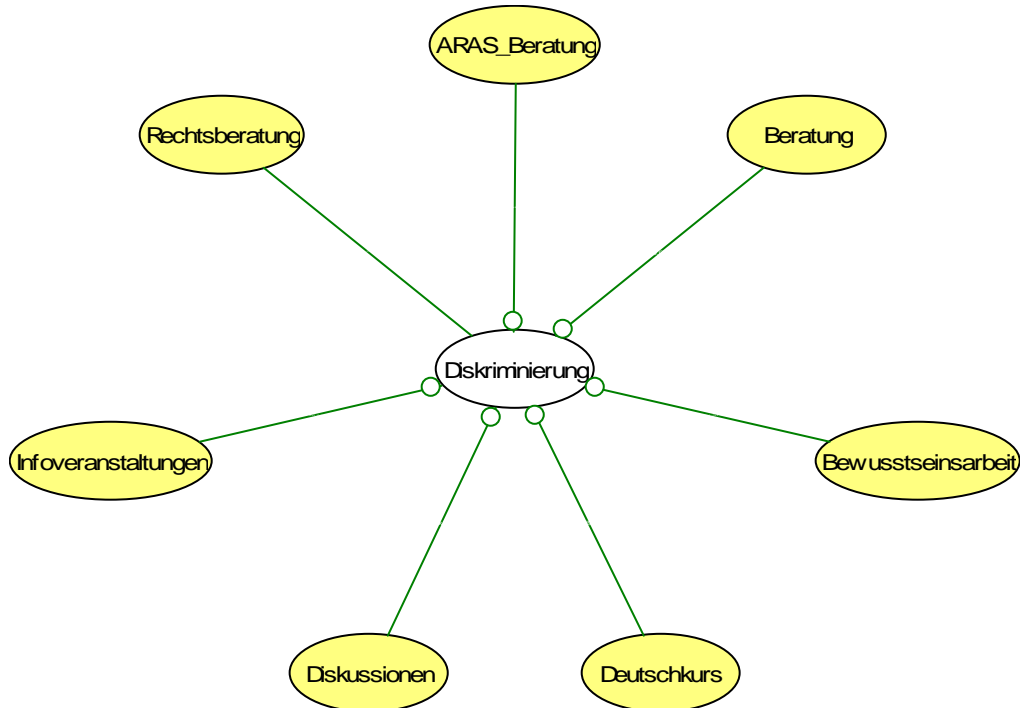 ARAS_Beratung
Rechtsberatung
Beratung
Diskriminierung
Infoveranstaltungen
Bewusstseinsarbeit
Diskussionen
Deutschkurs